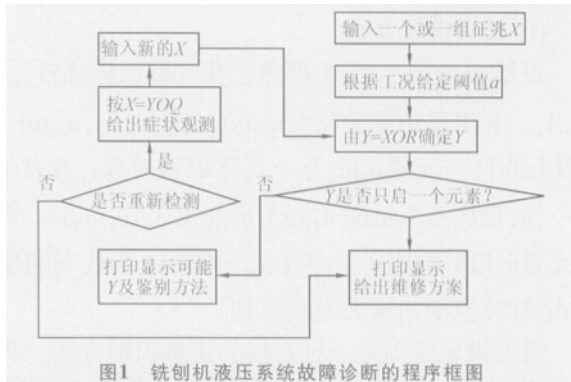 输入一个或一组征兆X
根据工况给定阈值a
由Y=XOR确定Y
Y是否只启一个元素?
否
打印显示
给出维修方案
输入新的X
按X=YOQ
给出症状观测
是
是否重新检测
否
打印显示可能
Y及鉴别方法
图1 铣刨机液压系统故障诊断的程序框图